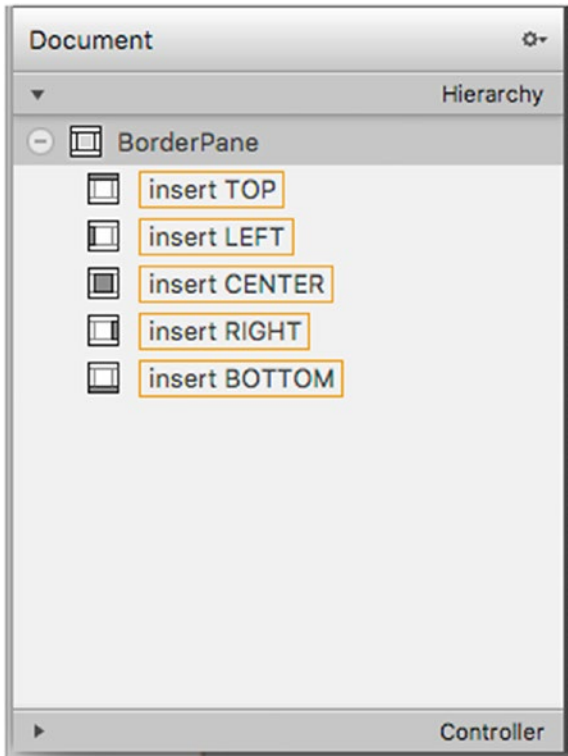 Document
Hierarchy
BorderPane
insert TOP
insert LEFT
insert CENTER
insert RIGHT
insert BOTTOM
Controller